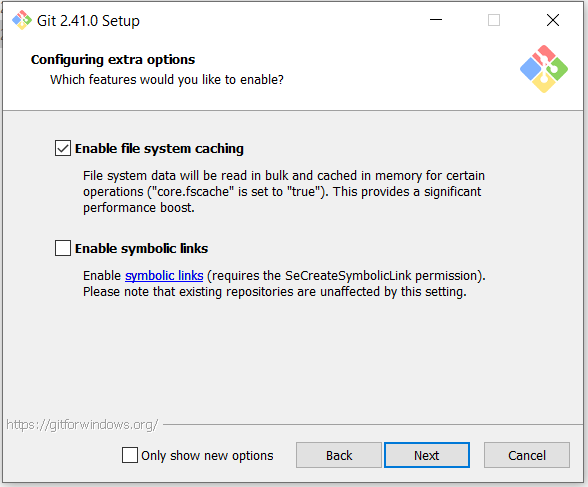 Git 2.41.0 Setup
Configuring extra options
Which features would you like to enable?
Enable file system caching
File system data will be read in bulk and cached in memory for certain
operations ("core.fscache" is set to "true"). This provides a significant
performance boost.
Enable symbolic links
Enable symbolic links (requires the SeCreateSymbolicLink permission).
Please note that existing repositories are unaffected by this setting.
https://gitforwindows.org/
Only show new options
Back
Next
Cancel